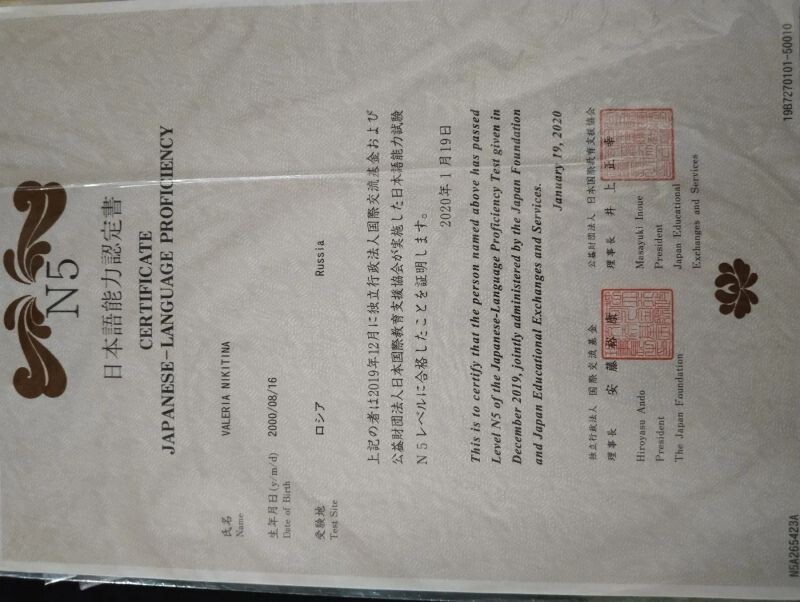 N5
日本語能力認定書
CERTIFICATE
JAPANESE-LANGUAGE PROFICIENCY
氏名 VALERIA NIKITINA
Name
生年月日(y/m/d) 2000/08/16
Date of Birth
受験地 ロシア Russia
Test Site
上記の者は2019年12月に独立行政法人国際交流基金および
公益財団法人日本国際教育支援協会が実施した日本語能力試験
N5レベルに合格したことを証明します。
2020年1月19日
This is to certify that the person named above has passed
Level N5 of the Japanese-Language Proficiency Test given in
December 2019, jointly administered by the Japan Foundation
and Japan Educational Exchanges and Services.
January 19, 2020
独立行政法人 国際交流基金
理事長 安藤裕康
Hiroyasu Ando
President
The Japan Foundation
公益財団法人 日本国際教育支援協会
理事長 井上正幸
Masayuki Inoue
President
Japan Educational
Exchanges and Services
N5A265423A
19B7270101-50010